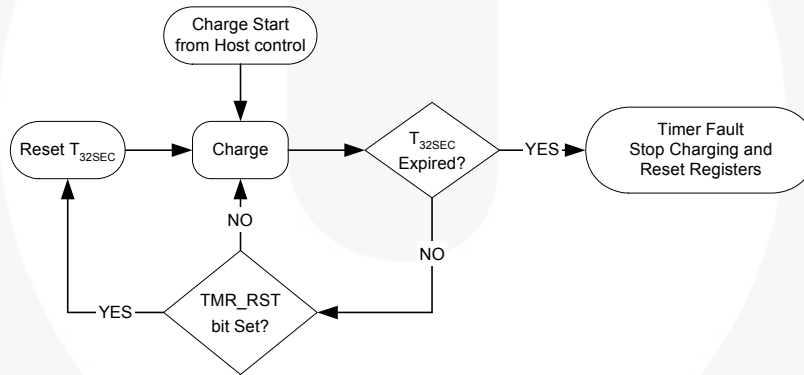 Charge Start
from Host control
Reset T32SEC
Charge
T32SEC
Expired?
YES
Timer Fault
Stop Charging and
Reset Registers
NO
NO
TMR_RST
bit Set?
YES